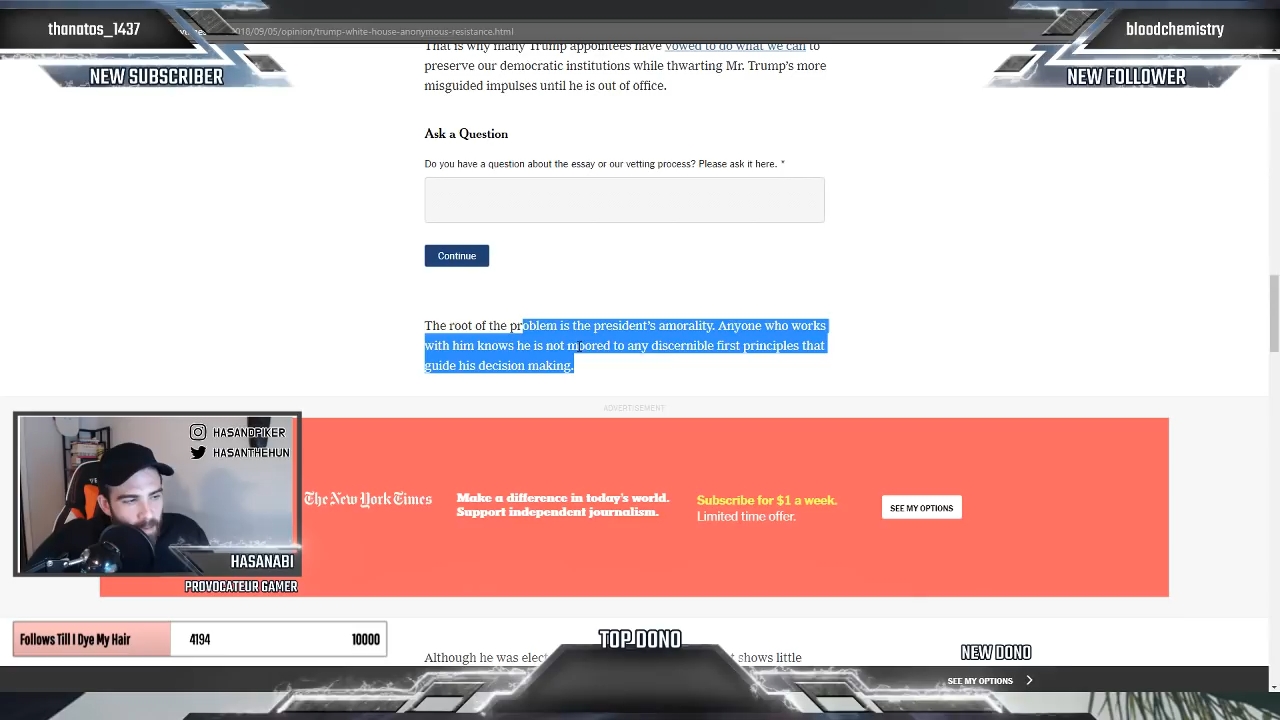 thanatos_1437
2018/09/05/opinion/trump-white-house-anonymous-resistance.html
bloodchemistry
NEW SUBSCRIBER
NEW FOLLOWER
That is why many Trump appointees have vowed to do what we can to
preserve our democratic institutions while thwarting Mr. Trump's more
misguided impulses until he is out of office.
Ask a Question
Do you have a question about the essay or our vetting process? Please ask it here. *
Continue
The root of the problem is the president's amorality. Anyone who works
with him knows he is not moored to any discernible first principles that
guide his decision making.
ADVERTISEMENT
HASANDPIKER
HASANTHEHUN
HASANABI
PROVOCATEUR GAMER
The New York Times
Make a difference in today's world.
Support independent journalism.
Subscribe for $1 a week.
Limited time offer.
SEE MY OPTIONS
Follows Till I Dye My Hair 4194 10000
TOP DONO
NEW DONO
Although he was elec
t shows little
SEE MY OPTIONS